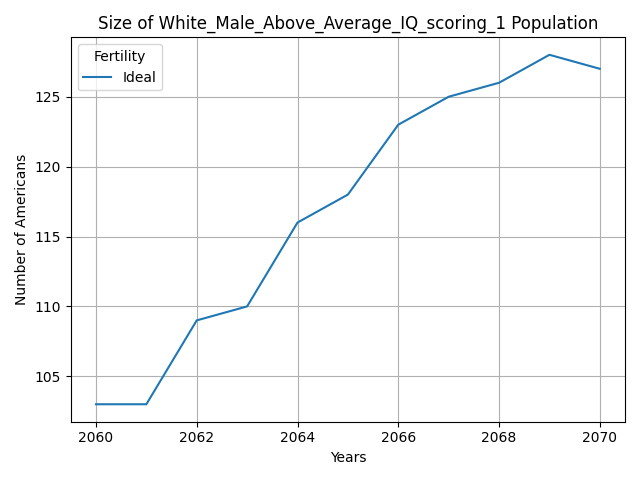 Size of White_Male_Above_Average_IQ_scoring_1 Population
Fertility
Ideal
Number of Americans
125
120
115
110
105
2060 2062 2064 2066 2068 2070
Years